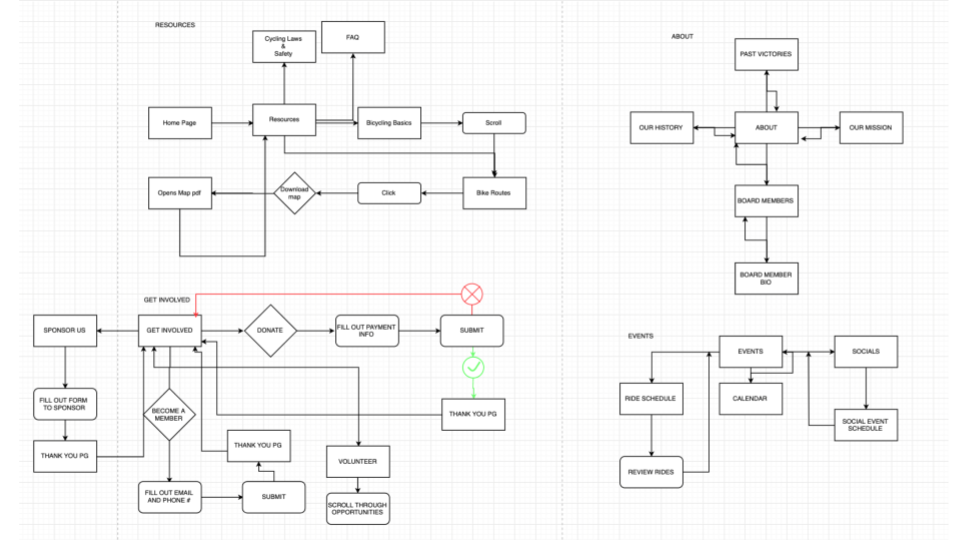 RESOURCES
Cycling Laws
&
Safety
FAQ
Home Page
Resources
Bicycling Basics
Scroll
Opens Map pdf
Download
map
Click
Bike Routes
GET INVOLVED
SPONSOR US
GET INVOLVED
DONATE
FILL OUT PAYMENT
INFO
SUBMIT
FILL OUT FORM
TO SPONSOR
BECOME A
MEMBER
THANK YOU PG
THANK YOU PG
THANK YOU PG
VOLUNTEER
FILL OUT EMAIL
AND PHONE #
SUBMIT
SCROLL THROUGH
OPPORTUNITIES
ABOUT
PAST VICTORIES
OUR HISTORY
ABOUT
OUR MISSION
BOARD MEMBERS
BOARD MEMBER
BIO
EVENTS
EVENTS
SOCIALS
RIDE SCHEDULE
CALENDAR
SOCIAL EVENT
SCHEDULE
REVIEW RIDES